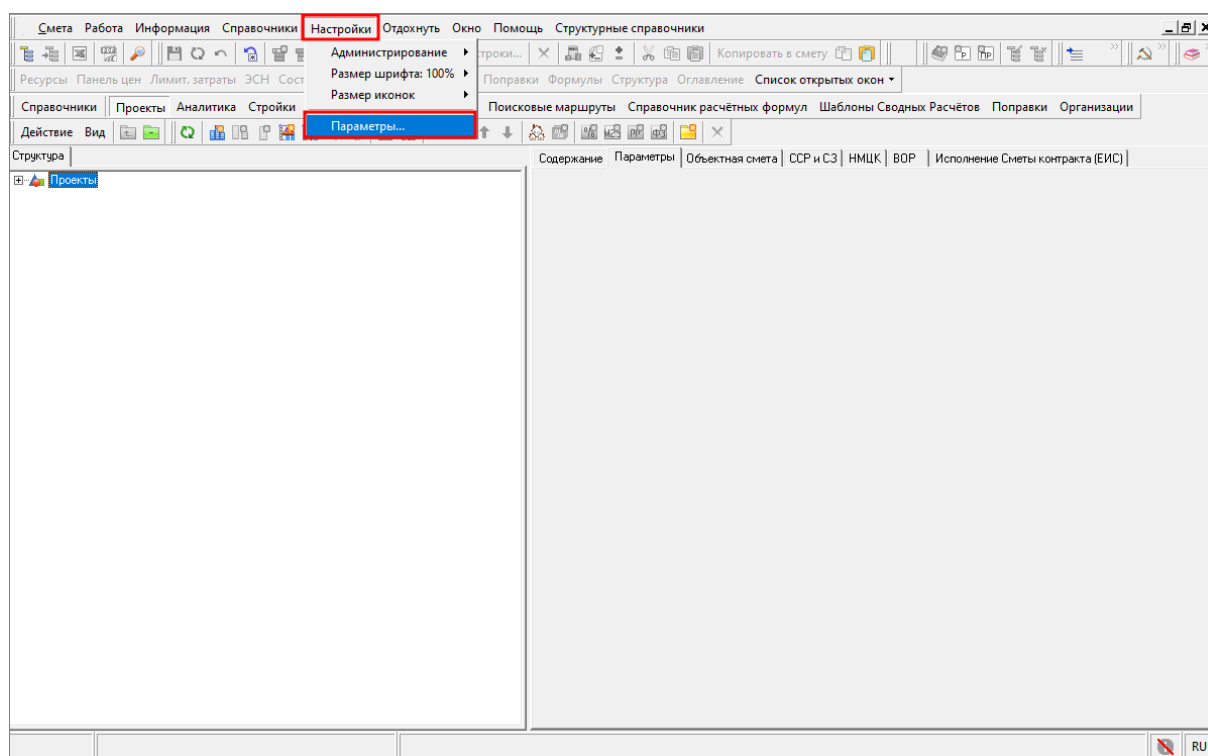 Смета Работа Информация Справочники Настройки Отдохнуть Окно Помощь Структурные справочники
Администрирование троки... Копировать в смету
Размер шрифта: 100%
Ресурсы Панель цен Лимит. затраты ЭСН Сост Поправки Формулы Структура Оглавление Список открытых окон
Размер иконок
Справочники Проекты Аналитика Стройки Поисковые маршруты Справочник расчётных формул Шаблоны Сводных Расчётов Поправки Организации
Действие Вид Параметры...
Структура Содержание Параметры Объектная смета ССР и СЗ НМЦК ВОР Исполнение Сметы контракта (ЕИС)
Проекты
RU